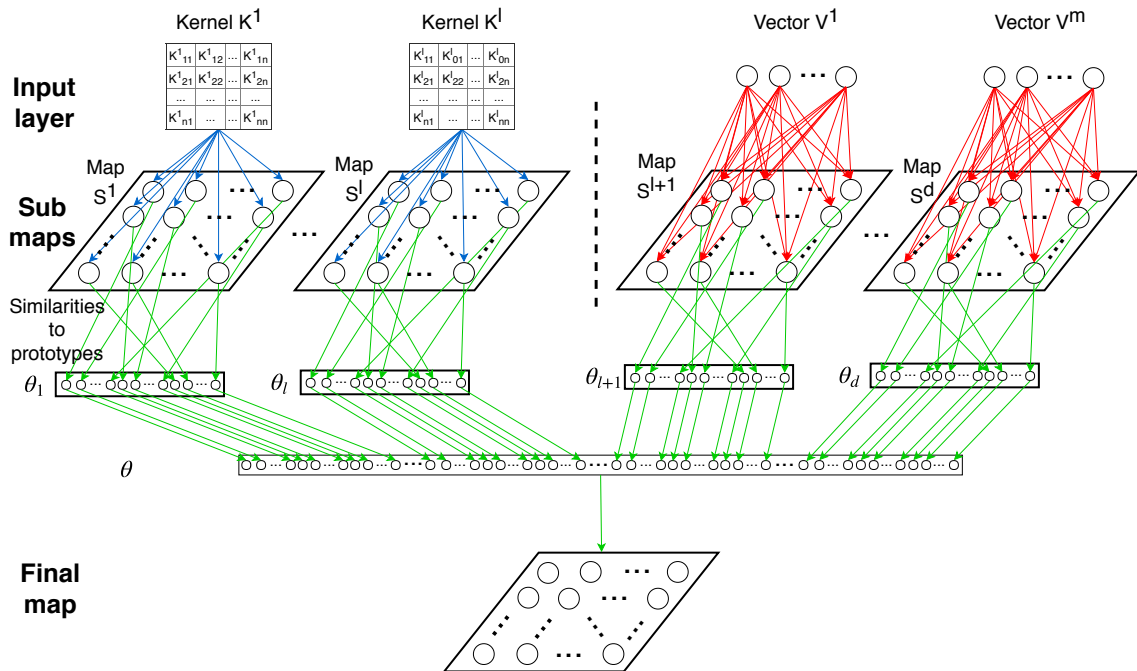 Kernel K¹ Kernel Kˡ Vector V¹ Vector Vᵐ
K¹₁₁ K¹₁₂ ... K¹₁ₙ
K¹₂₁ K¹₂₂ ... K¹₂ₙ
... ... ... ...
K¹ₙ₁ ... ... K¹ₙₙ
Kˡ₁₁ Kˡ₀₁ ... Kˡ₀ₙ
Kˡ₂₁ Kˡ₂₂ ... Kˡ₂ₙ
... ... ... ...
Kˡₙ₁ ... ... Kˡₙₙ
Input
layer
Map
S¹
Map
Sˡ
Map
Sˡ⁺¹
Map
Sᵈ
Sub
maps
Similarities
to
prototypes
θ₁ θₗ θₗ₊₁ θ_d
θ
Final
map